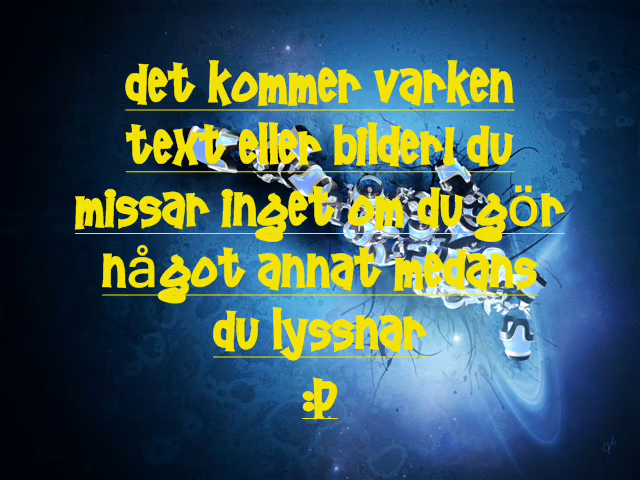 det kommer varken
text eller bilder! du
missar inget om du gör
något annat medans
du lyssnar
:p